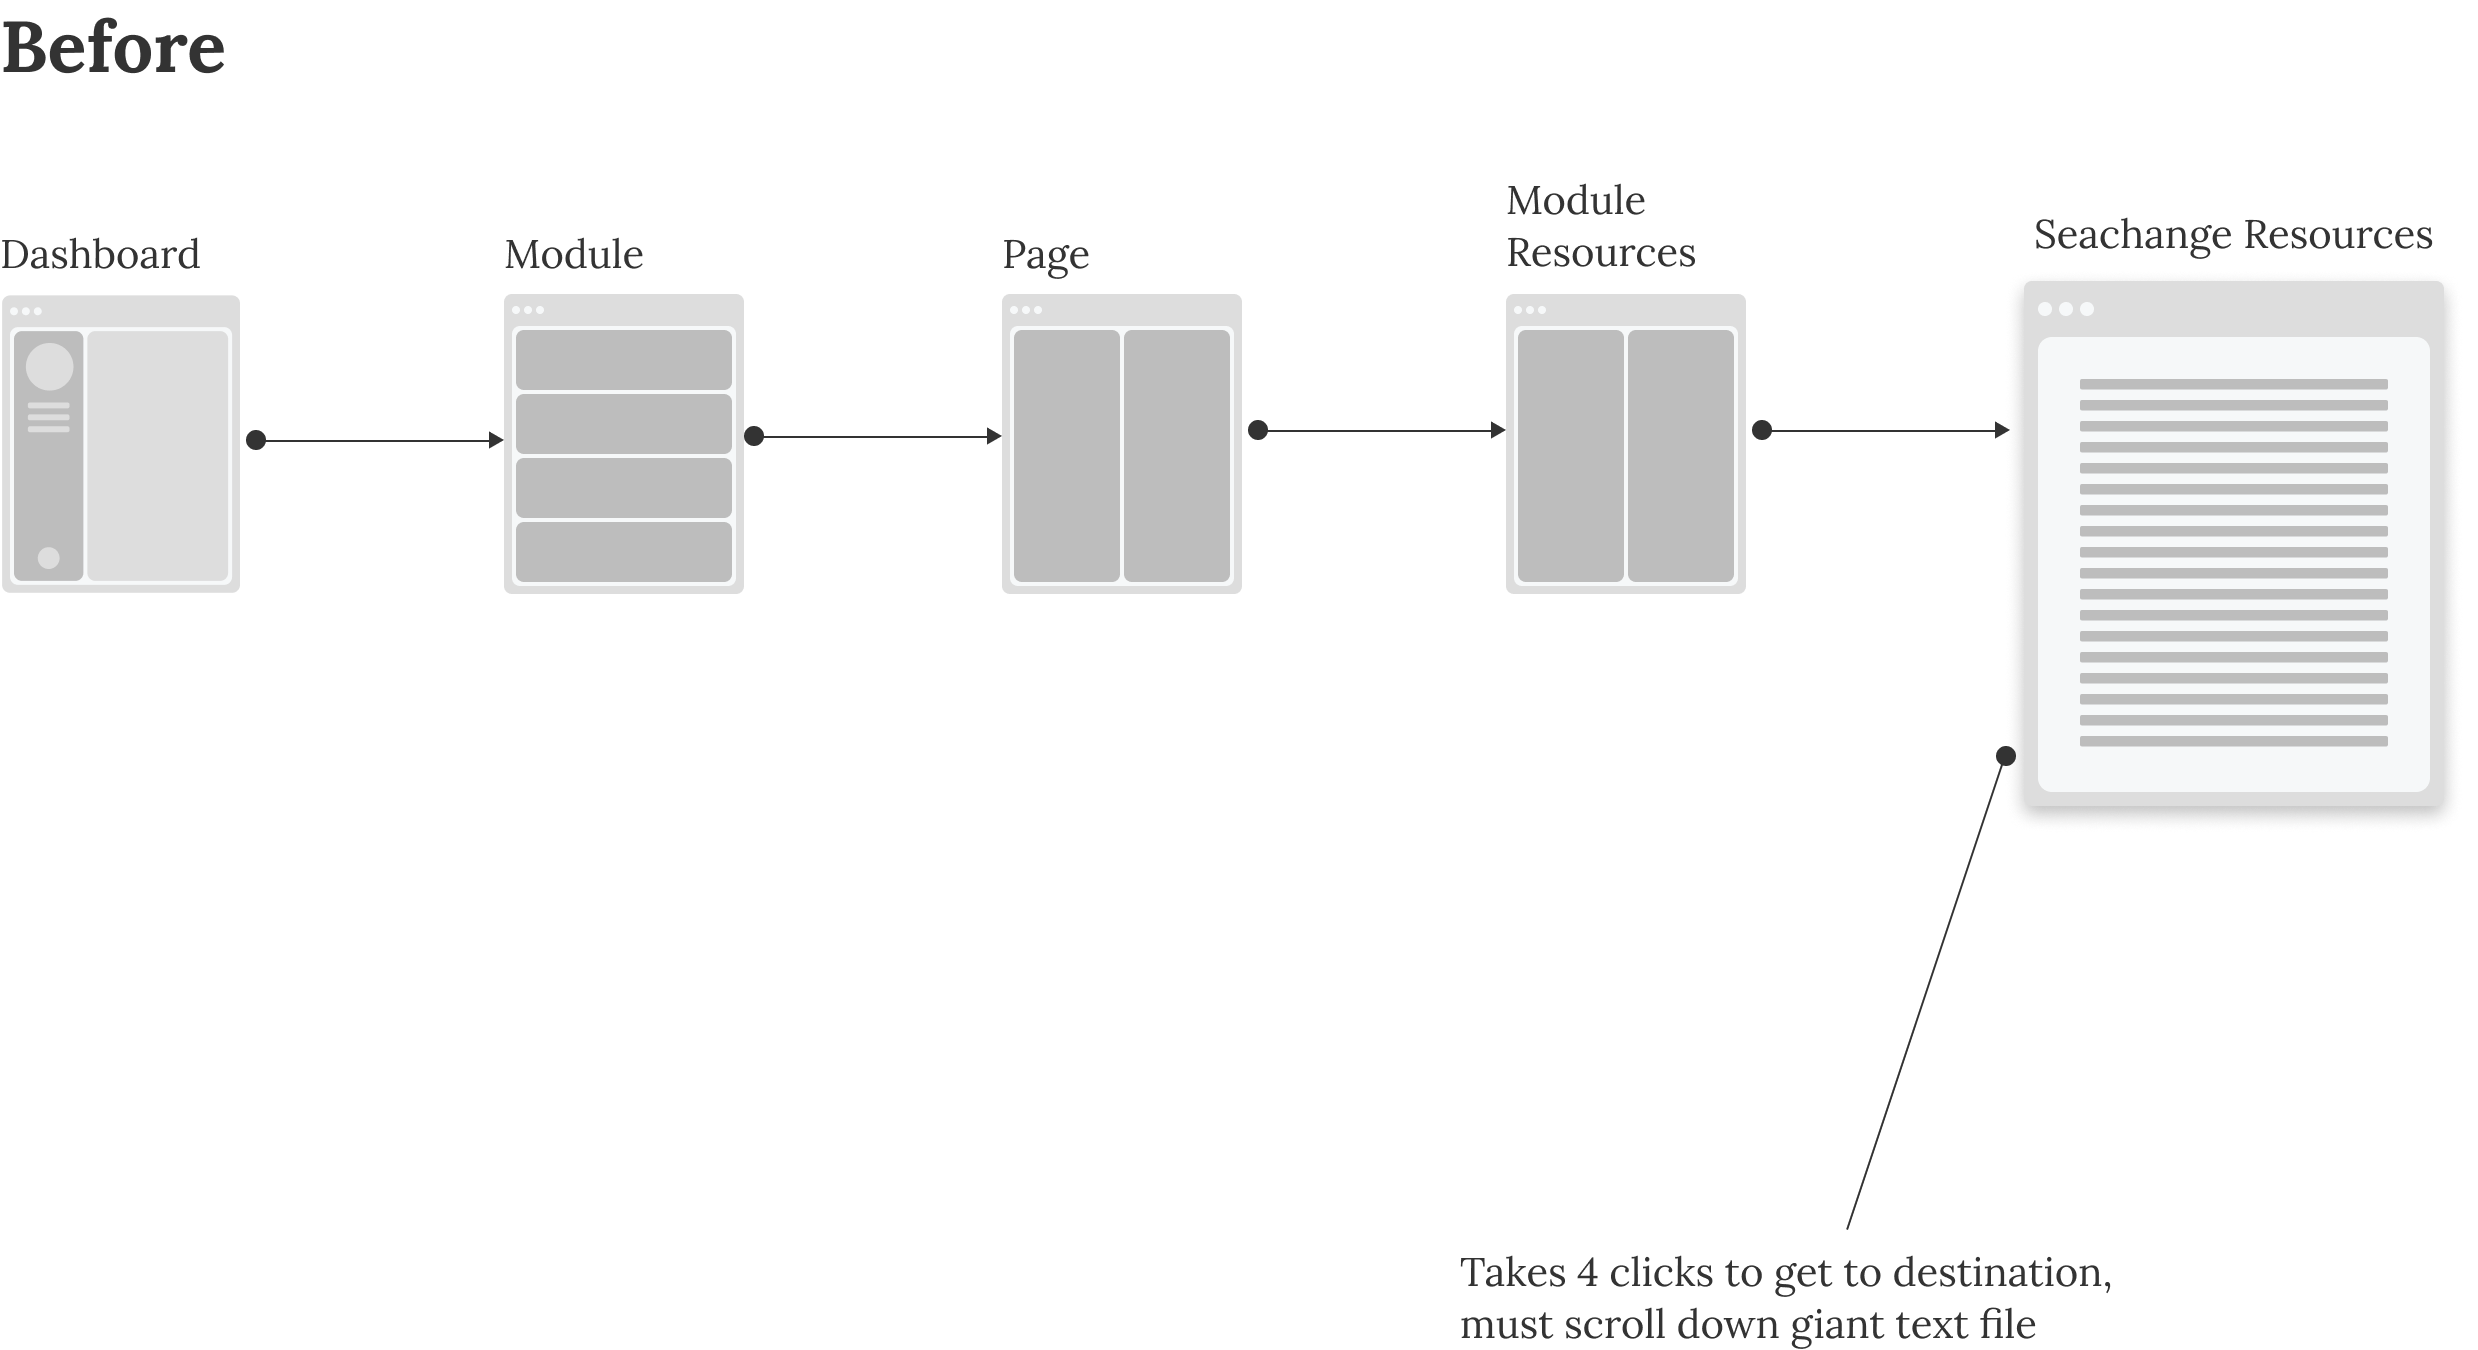 Before
Dashboard
Module
Page
Module
Resources
Seachange Resources
Takes 4 clicks to get to destination,
must scroll down giant text file